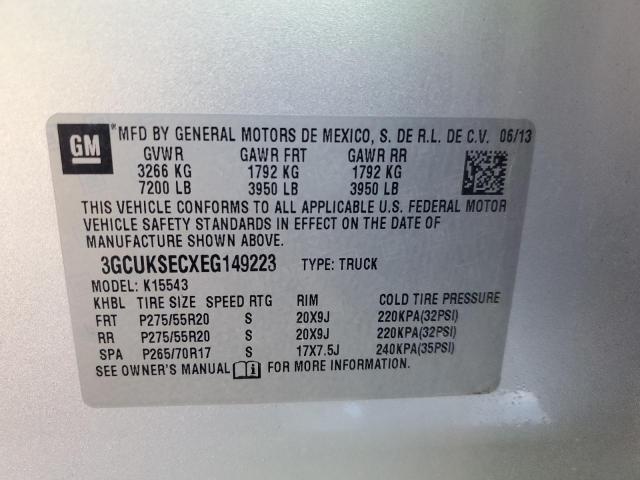 GM
MFD BY GENERAL MOTORS DE MEXICO, S. DE R.L. DE C.V. 06/13
GVWR GAWR FRT GAWR RR
3266 KG 1792 KG 1792 KG
7200 LB 3950 LB 3950 LB
THIS VEHICLE CONFORMS TO ALL APPLICABLE U.S. FEDERAL MOTOR
VEHICLE SAFETY STANDARDS IN EFFECT ON THE DATE OF
MANUFACTURE SHOWN ABOVE.
3GCUKSECXEG149223 TYPE: TRUCK
MODEL: K15543
KHBL TIRE SIZE SPEED RTG RIM COLD TIRE PRESSURE
FRT P275/55R20 S 20X9J 220KPA(32PSI)
RR P275/55R20 S 20X9J 220KPA(32PSI)
SPA P265/70R17 S 17X7.5J 240KPA(35PSI)
SEE OWNER'S MANUAL FOR MORE INFORMATION.